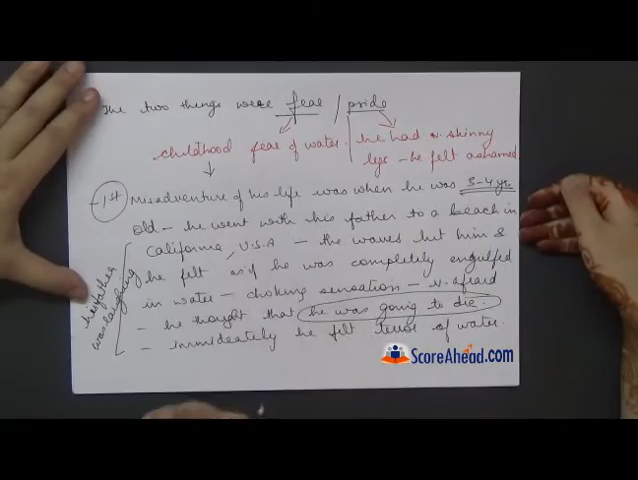 The two things were fear / pride
childhood fear of water. he had v. skinny
legs - he felt ashamed
- 1st Misadventure of his life was when he was 3-4 yr.
old - he went with his father to a beach in
California, U.S.A - the waves hit him &
he felt as if he was completely engulfed
in water - choking sensation - v. afraid
- he thought that he was going to die.
- immideately he felt terror of water.
his father
was laughing
ScoreAhead.com